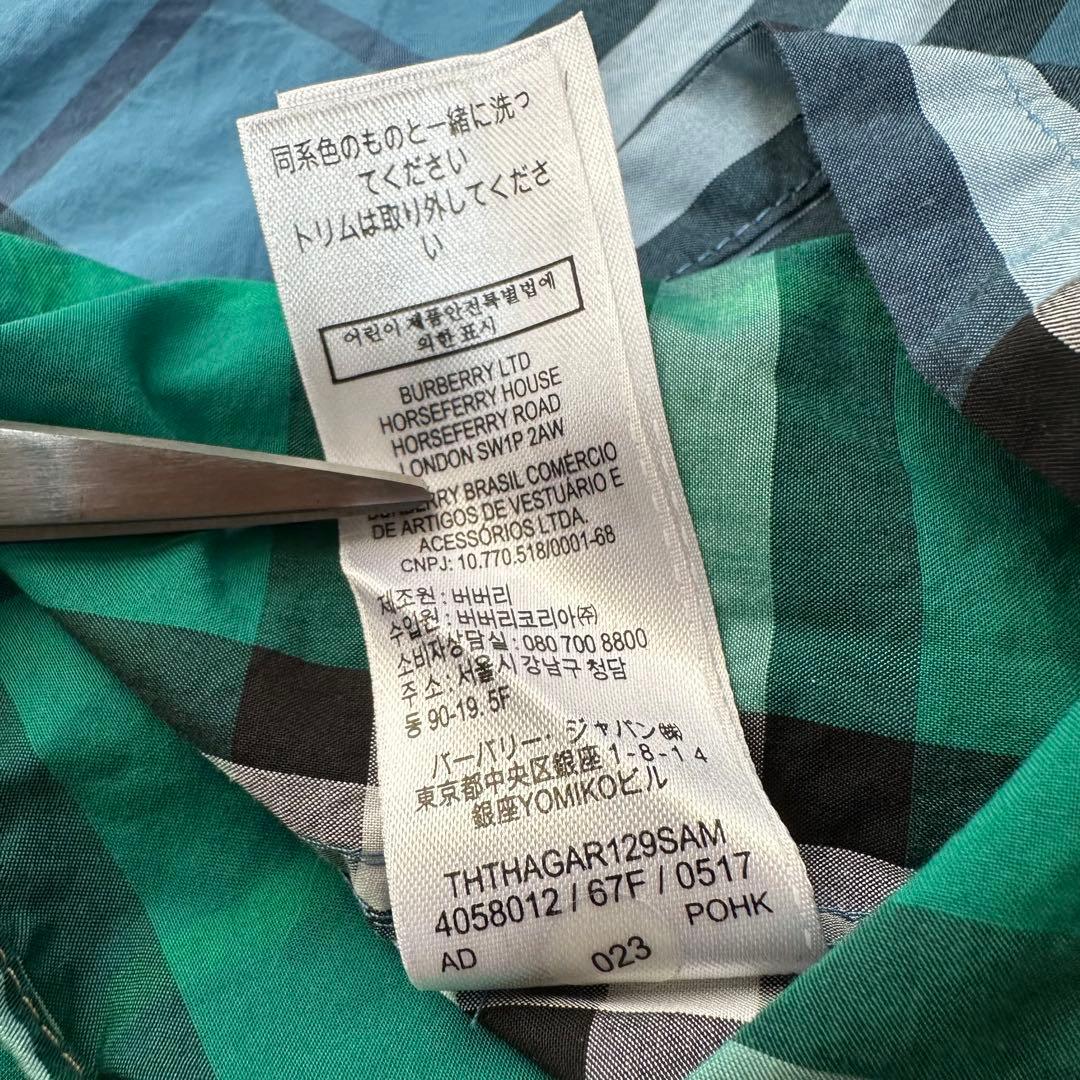 同系色のものと一緒に洗っ
てください
トリムは取り外してくださ
い
어린이 제품안전특별법에
의한 표시
BURBERRY LTD
HORSEFERRY HOUSE
HORSEFERRY ROAD
LONDON SW1P 2AW
BURBERRY BRASIL COMÉRCIO
DE ARTIGOS DE VESTUÁRIO E
ACESSORIOS LTDA.
CNPJ: 10.770.518/0001-68
제조원 : 버버리
수입원 : 버버리코리아㈜
소비자상담실 : 080 700 8800
주 소 : 서울시 강남구 청담
동 90-19. 5F
バーバリー・ジャパン㈱
東京都中央区銀座 1-8-14
銀座YOMIKOビル
THTHAGAR129SAM
4058012 / 67F / 0517
AD 023 POHK